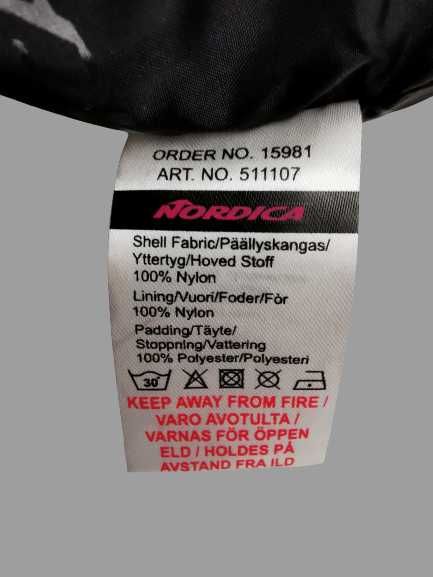 ORDER NO. 15981
ART. NO. 511107
NORDICA
Shell Fabric/Päällyskangas/
Yttertyg/Hoved Stoff
100% Nylon
Lining/Vuori/Foder/Fòr
100% Nylon
Padding/Täyte/
Stoppning/Vattering
100% Polyester/Polyesteri
30°
KEEP AWAY FROM FIRE /
VARO AVOTULTA /
VARNAS FÖR ÖPPEN
ELD / HOLDES PÅ
AVSTAND FRA ILD